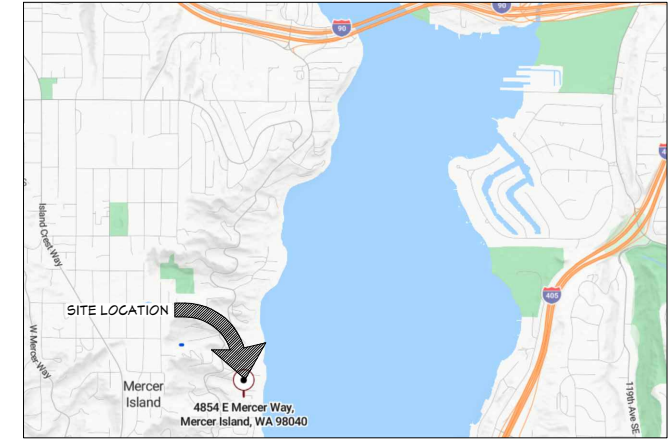 90
90
4
S
Island Crest Way
405
SITE LOCATION
W Mercer Way
Mercer
Island
119th Ave SE
4854 E Mercer Way,
Mercer Island, WA 98040